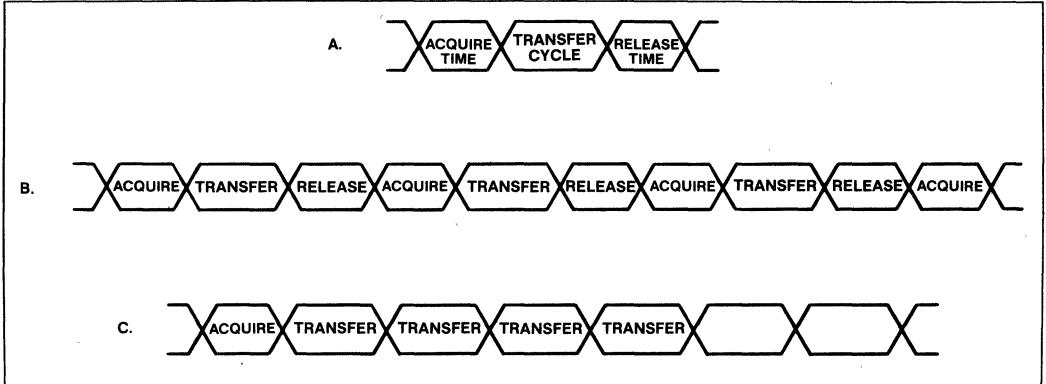 A. ACQUIRE TIME TRANSFER CYCLE RELEASE TIME
B. ACQUIRE TRANSFER RELEASE ACQUIRE TRANSFER RELEASE ACQUIRE TRANSFER RELEASE ACQUIRE
C. ACQUIRE TRANSFER TRANSFER TRANSFER TRANSFER